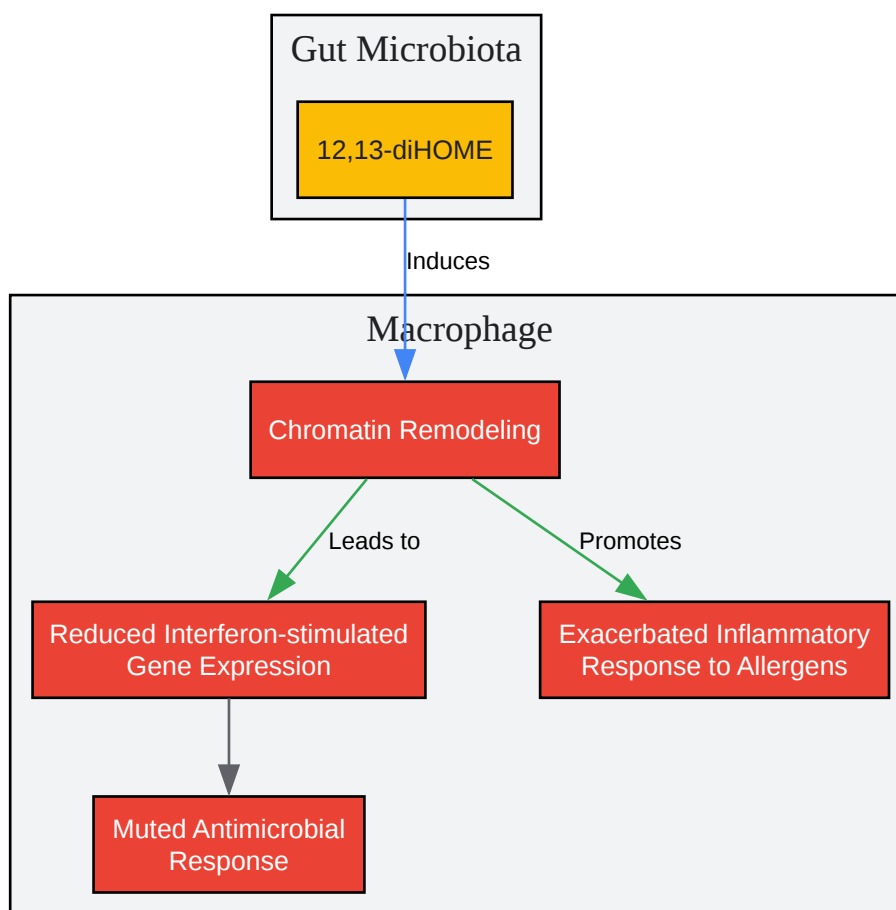 Gut Microbiota
12,13-diHOME
Induces
Macrophage
Chromatin Remodeling
Leads to
Promotes
Reduced Interferon-stimulated
Gene Expression
Exacerbated Inflammatory
Response to Allergens
Muted Antimicrobial
Response